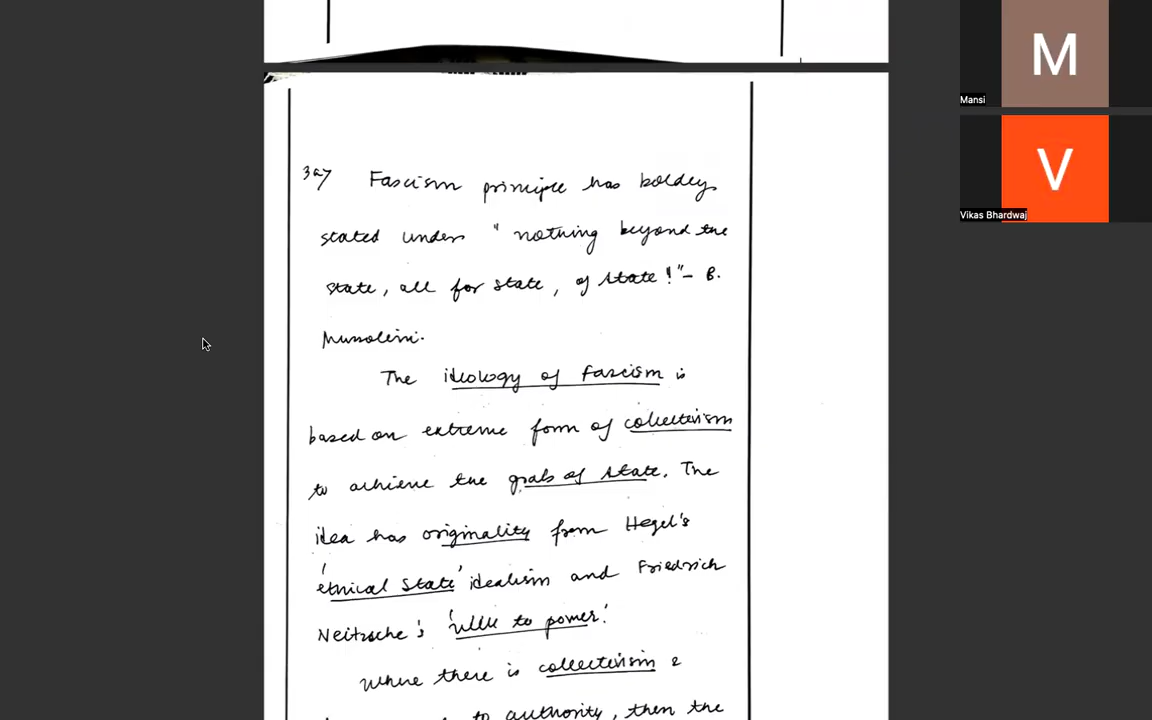 3a7 Fascism principle has boldly
stated under "nothing beyond the
state, all for state, of state!" - B.
Mussolini.
The ideology of fascism is
based on extreme form of collectivism
to achieve the goals of state. The
idea has originality from Hegel's
'ethical State' idealism and Friedrich
Neitzsche's 'will to power'.
Where there is collectivism &
to authority, then the
M
Mansi
V
Vikas Bhardwaj